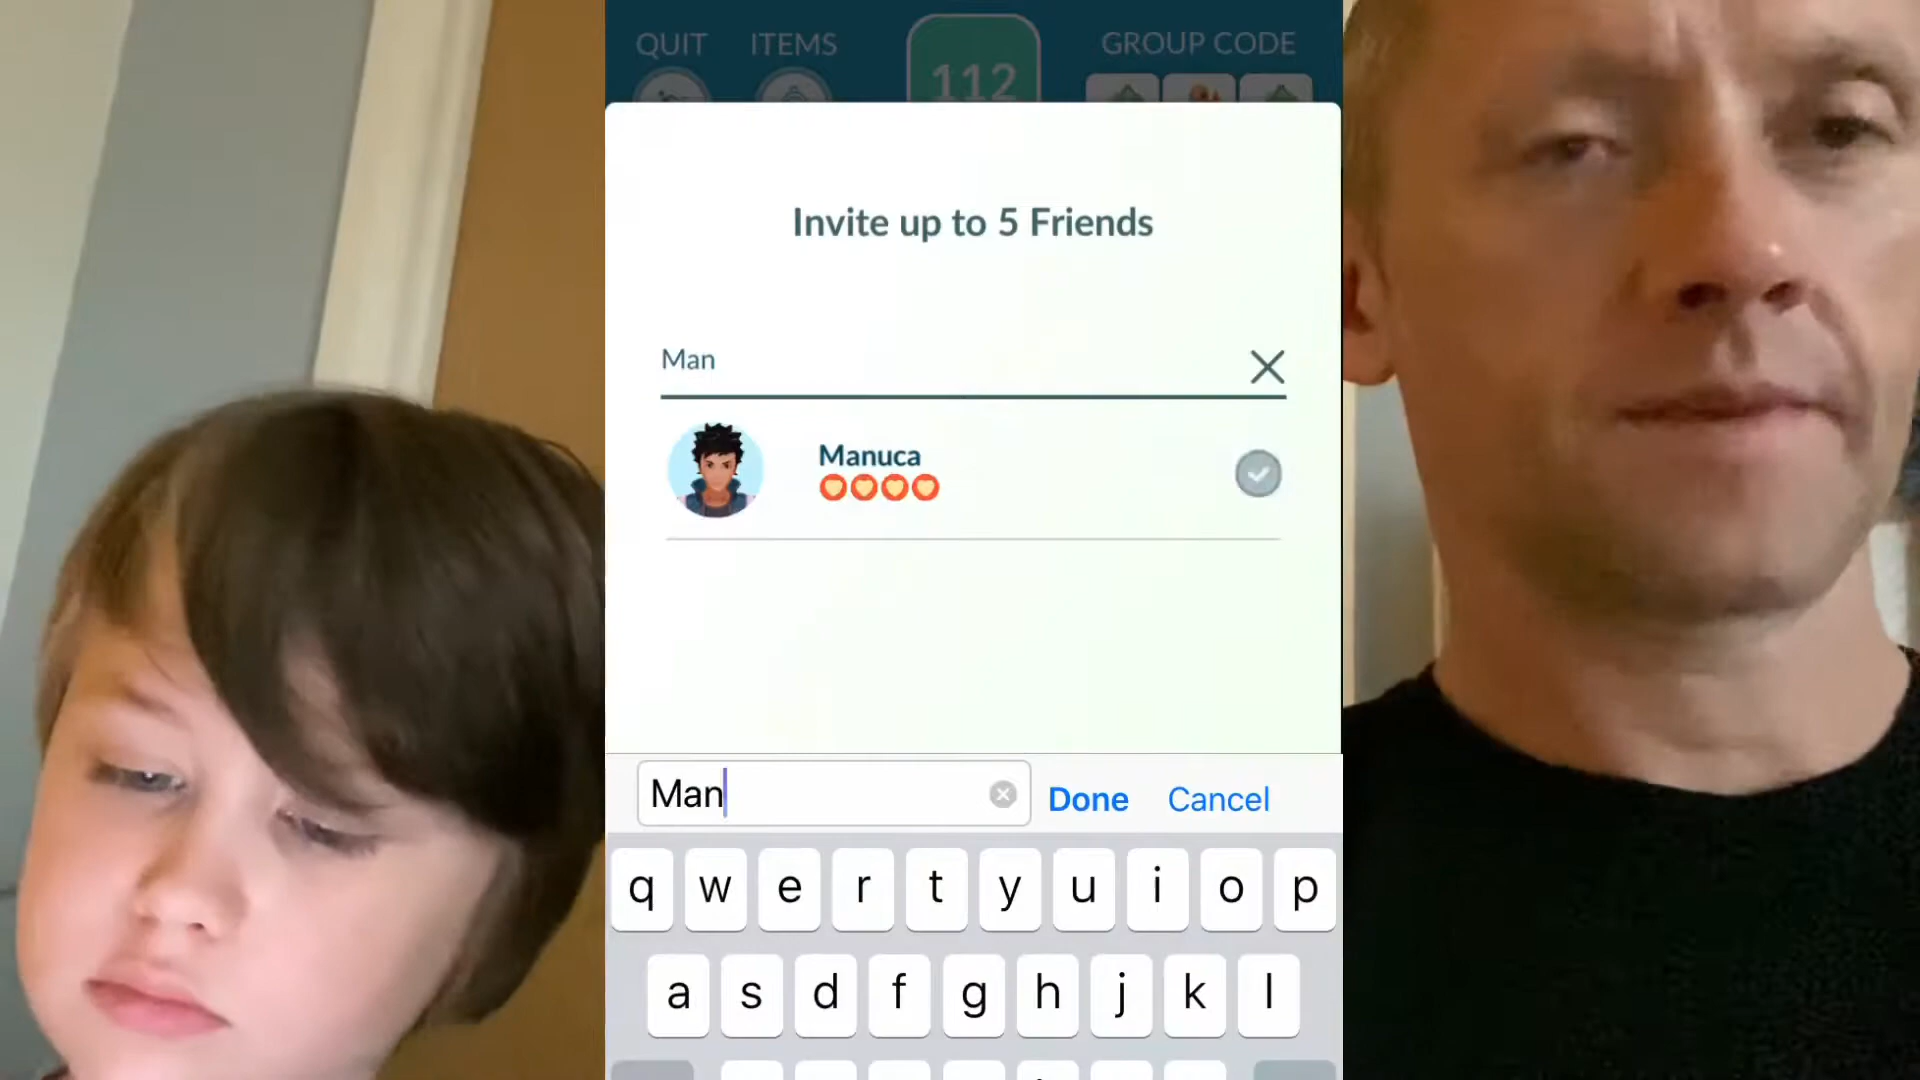 QUIT ITEMS 112 GROUP CODE
Invite up to 5 Friends
Man
Manuca
Man Done Cancel
q w e r t y u i o p
a s d f g h j k l